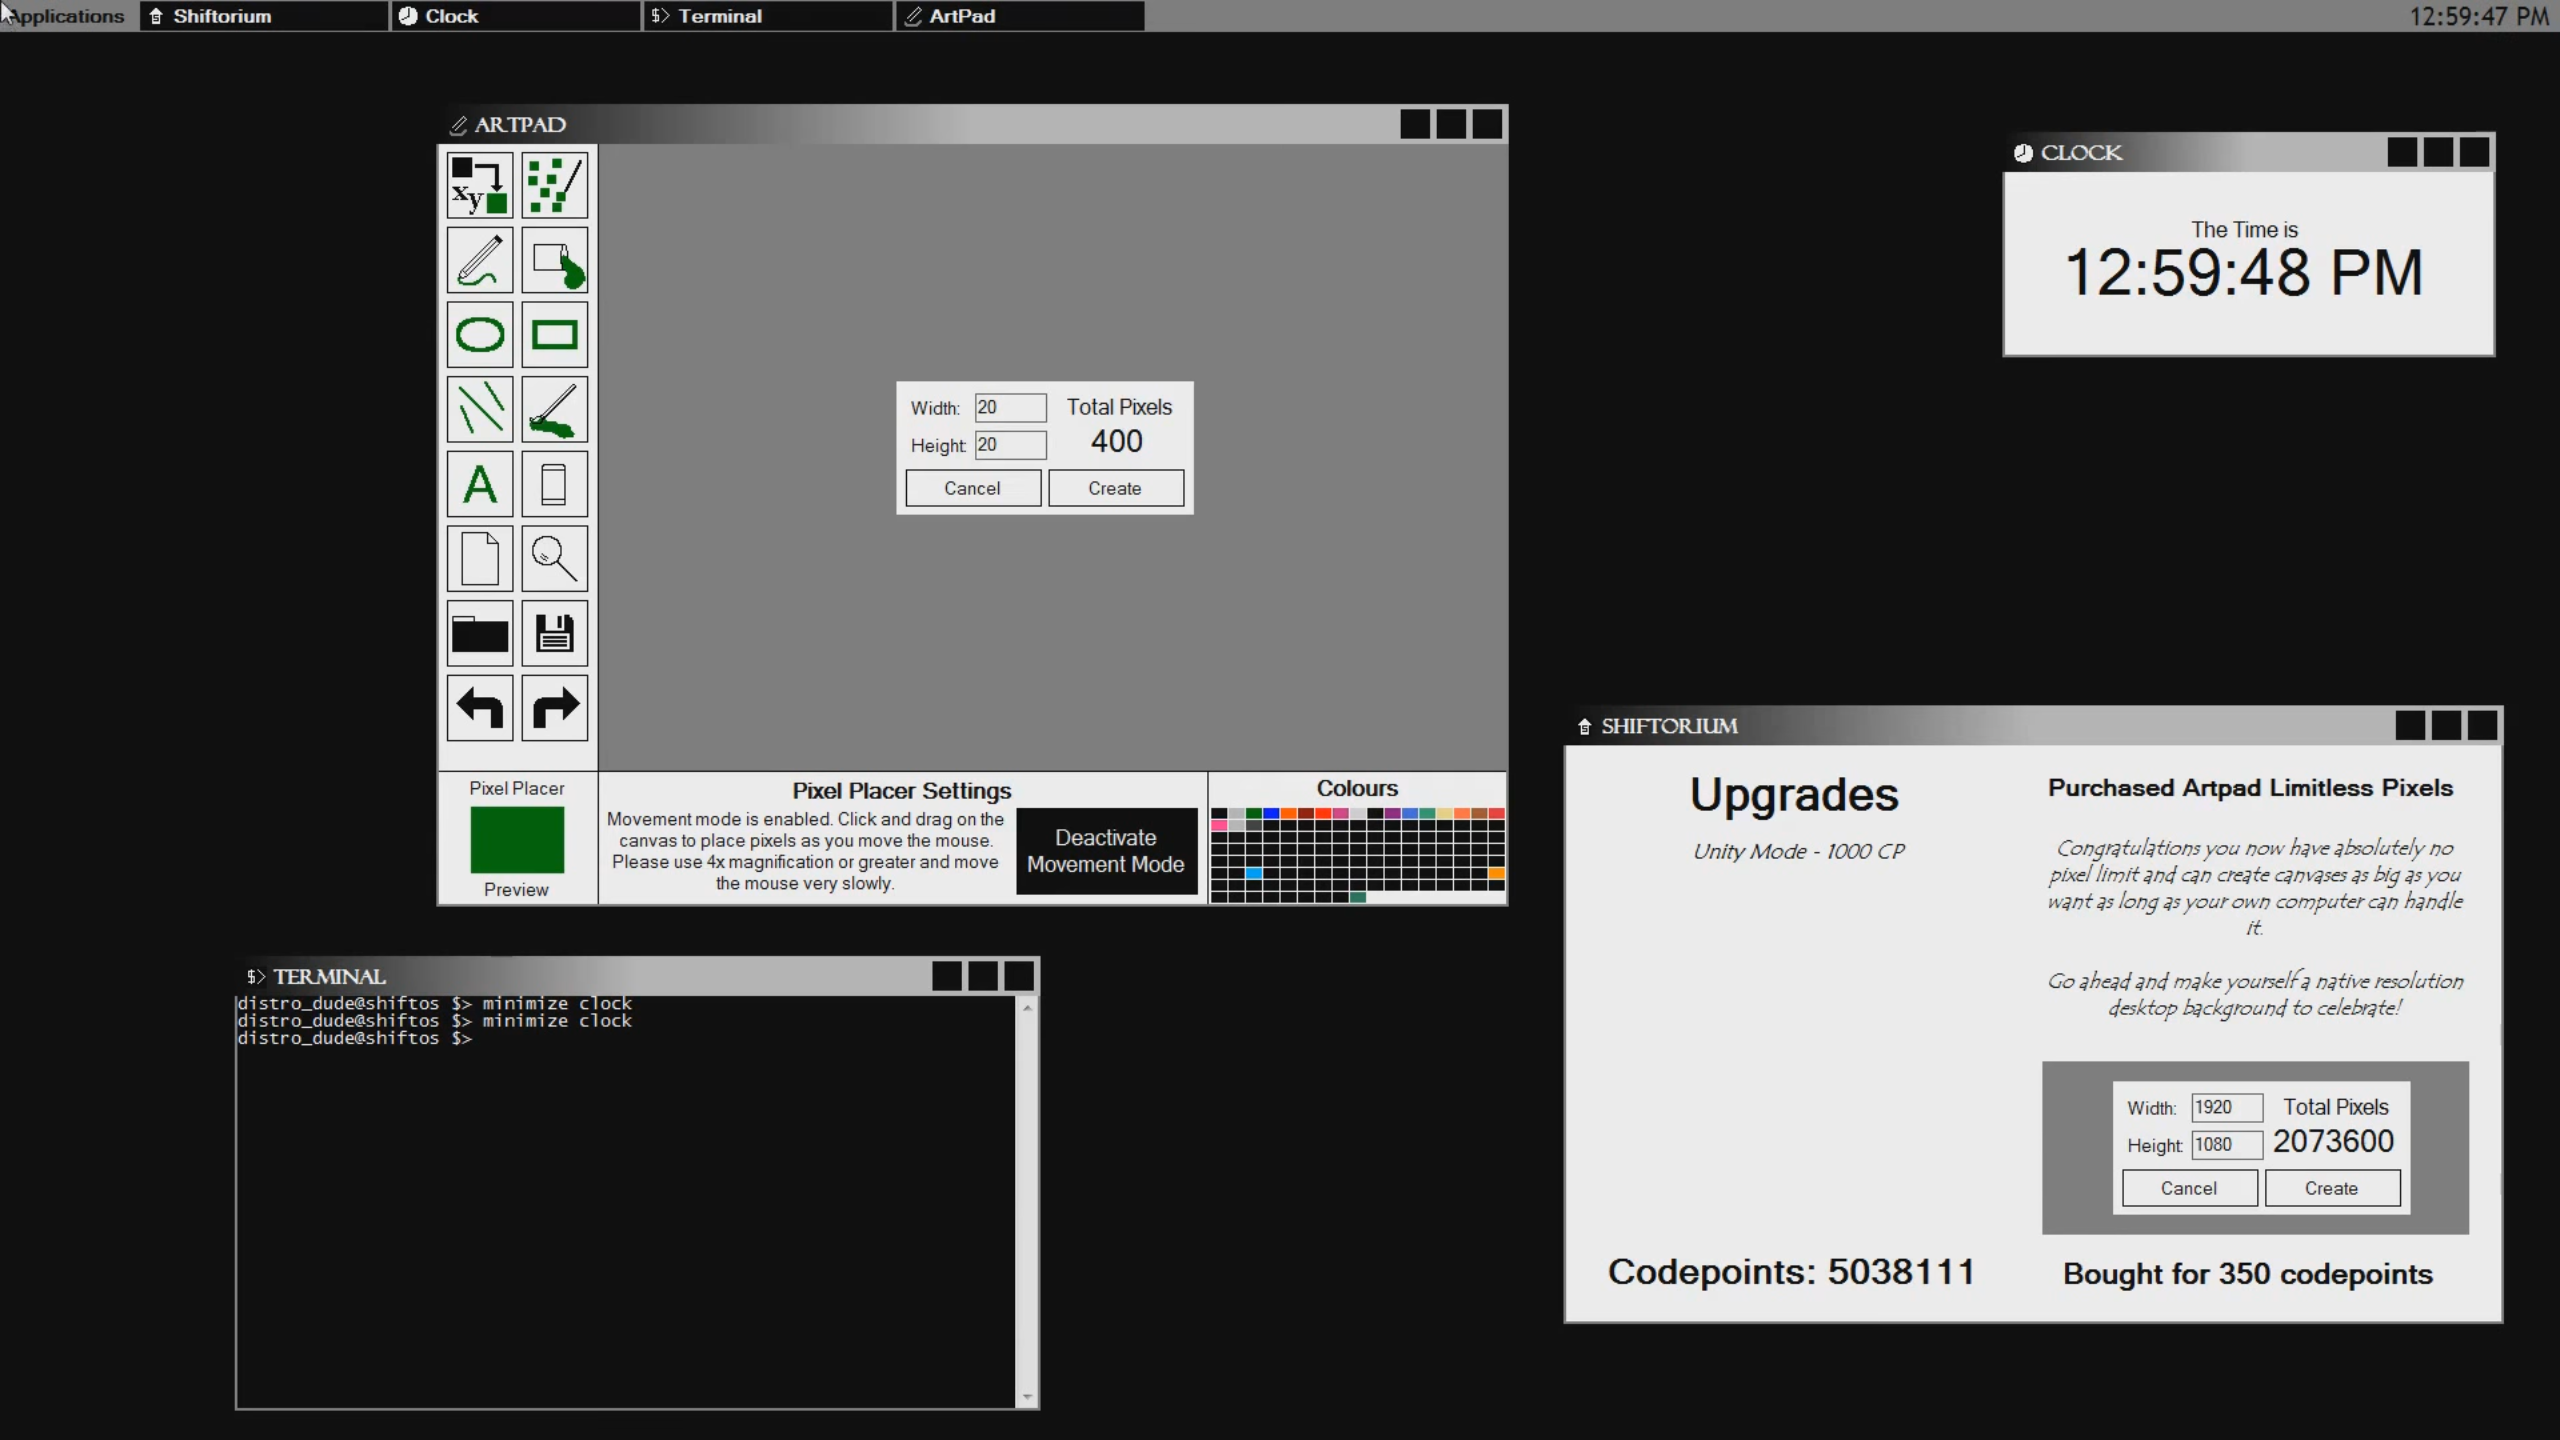 Applications
Shiftorium
Clock
$> Terminal
ArtPad
12:59:47 PM
ARTPAD
xy
A
Width: 20
Total Pixels
Height: 20
400
Cancel
Create
Pixel Placer
Preview
Pixel Placer Settings
Movement mode is enabled. Click and drag on the
canvas to place pixels as you move the mouse.
Please use 4x magnification or greater and move
the mouse very slowly.
Deactivate
Movement Mode
Colours
CLOCK
The Time is
12:59:48 PM
$> TERMINAL
distro_dude@shiftos $> minimize clock
distro_dude@shiftos $> minimize clock
distro_dude@shiftos $>
SHIFTORIUM
Upgrades
Unity Mode - 1000 CP
Codepoints: 5038111
Purchased Artpad Limitless Pixels
Congratulations you now have absolutely no
pixel limit and can create canvases as big as you
want as long as your own computer can handle
it.
Go ahead and make yourself a native resolution
desktop background to celebrate!
Width: 1920
Total Pixels
Height: 1080
2073600
Cancel
Create
Bought for 350 codepoints